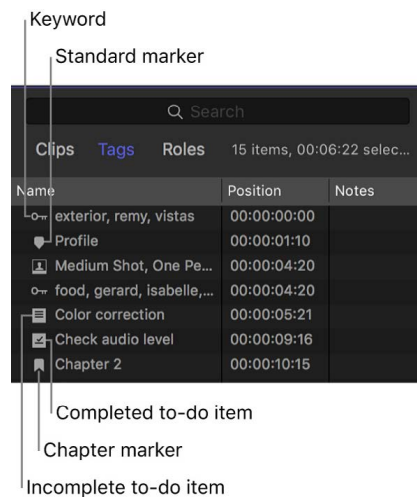 Keyword
Standard marker
Search
Clips Tags Roles 15 items, 00:06:22 selec...
Name Position Notes
exterior, remy, vistas 00:00:00:00
Profile 00:00:01:10
Medium Shot, One Pe... 00:00:04:20
food, gerard, isabelle,... 00:00:04:20
Color correction 00:00:05:21
Check audio level 00:00:09:16
Chapter 2 00:00:10:15
Completed to-do item
Chapter marker
Incomplete to-do item